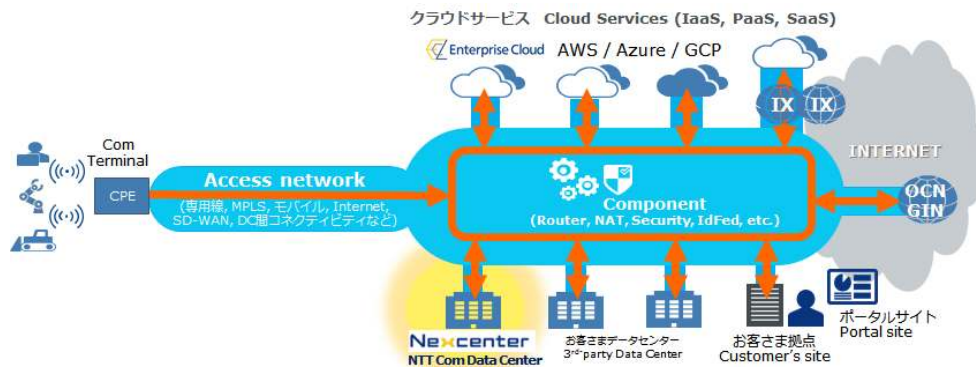 クラウドサービス Cloud Services (IaaS, PaaS, SaaS)
Enterprise Cloud
AWS / Azure / GCP
IX IX
INTERNET
Com
Terminal
CPE
Access network
(専用線, MPLS, モバイル, Internet,
SD-WAN, DC間コネクティビティなど)
Component
(Router, NAT, Security, IdFed, etc.)
OCN
GIN
Nexcenter
NTT Com Data Center
お客さまデータセンター
3rd-party Data Center
お客さま拠点
Customer's site
ポータルサイト
Portal site